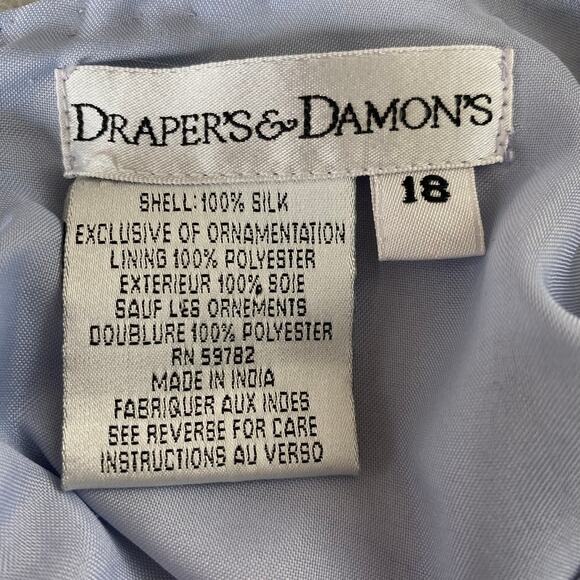 DRAPER'S & DAMON'S
18
SHELL: 100% SILK
EXCLUSIVE OF ORNAMENTATION
LINING 100% POLYESTER
EXTERIEUR 100% SOIE
SAUF LES ORNEMENTS
DOUBLURE 100% POLYESTER
RN 59782
MADE IN INDIA
FABRIQUER AUX INDES
SEE REVERSE FOR CARE
INSTRUCTIONS AU VERSO